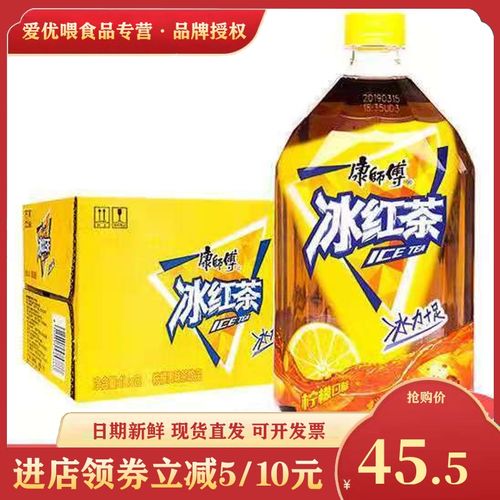 爱优喂食品专营·品牌授权
20190315
康師傅
冰红茶
ICE TEA
冰力十足
柠檬口味
康師傅
冰红茶
ICE TEA
日期新鲜 现货直发 可开发票
进店领券立减5/10元
抢购价
¥45.5